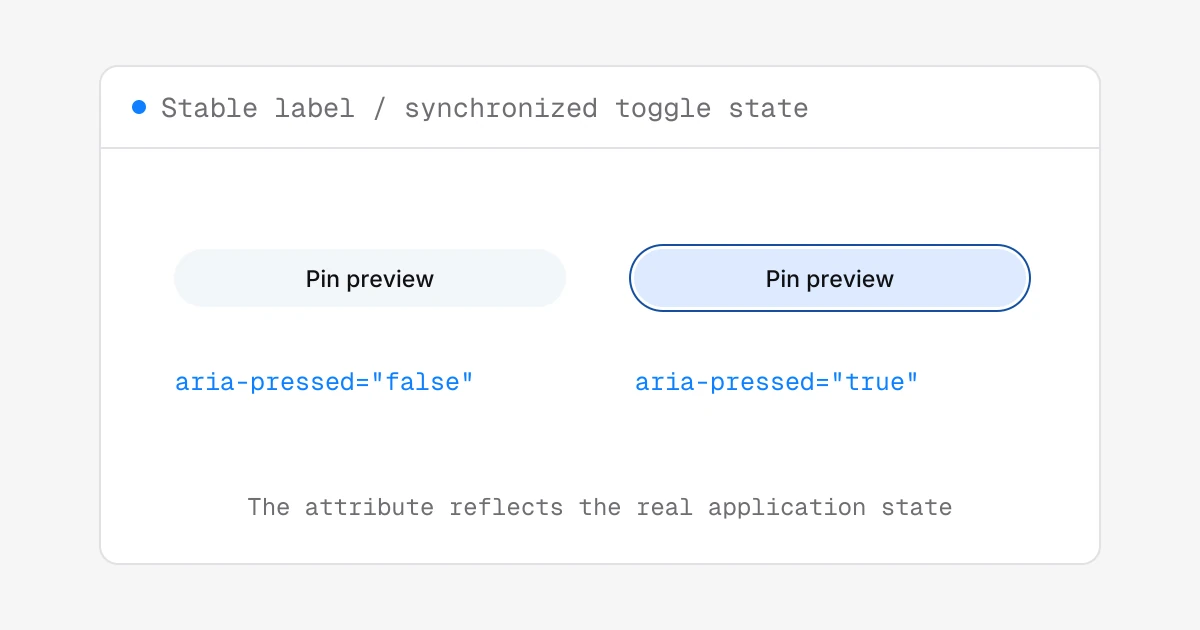 Stable label / synchronized toggle state
Pin preview
Pin preview
aria-pressed="false"
aria-pressed="true"
The attribute reflects the real application state